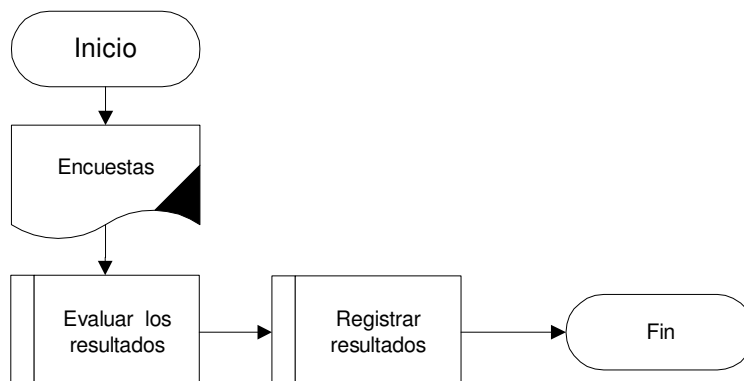 Inicio
Encuestas
Evaluar los
resultados
Registrar
resultados
Fin